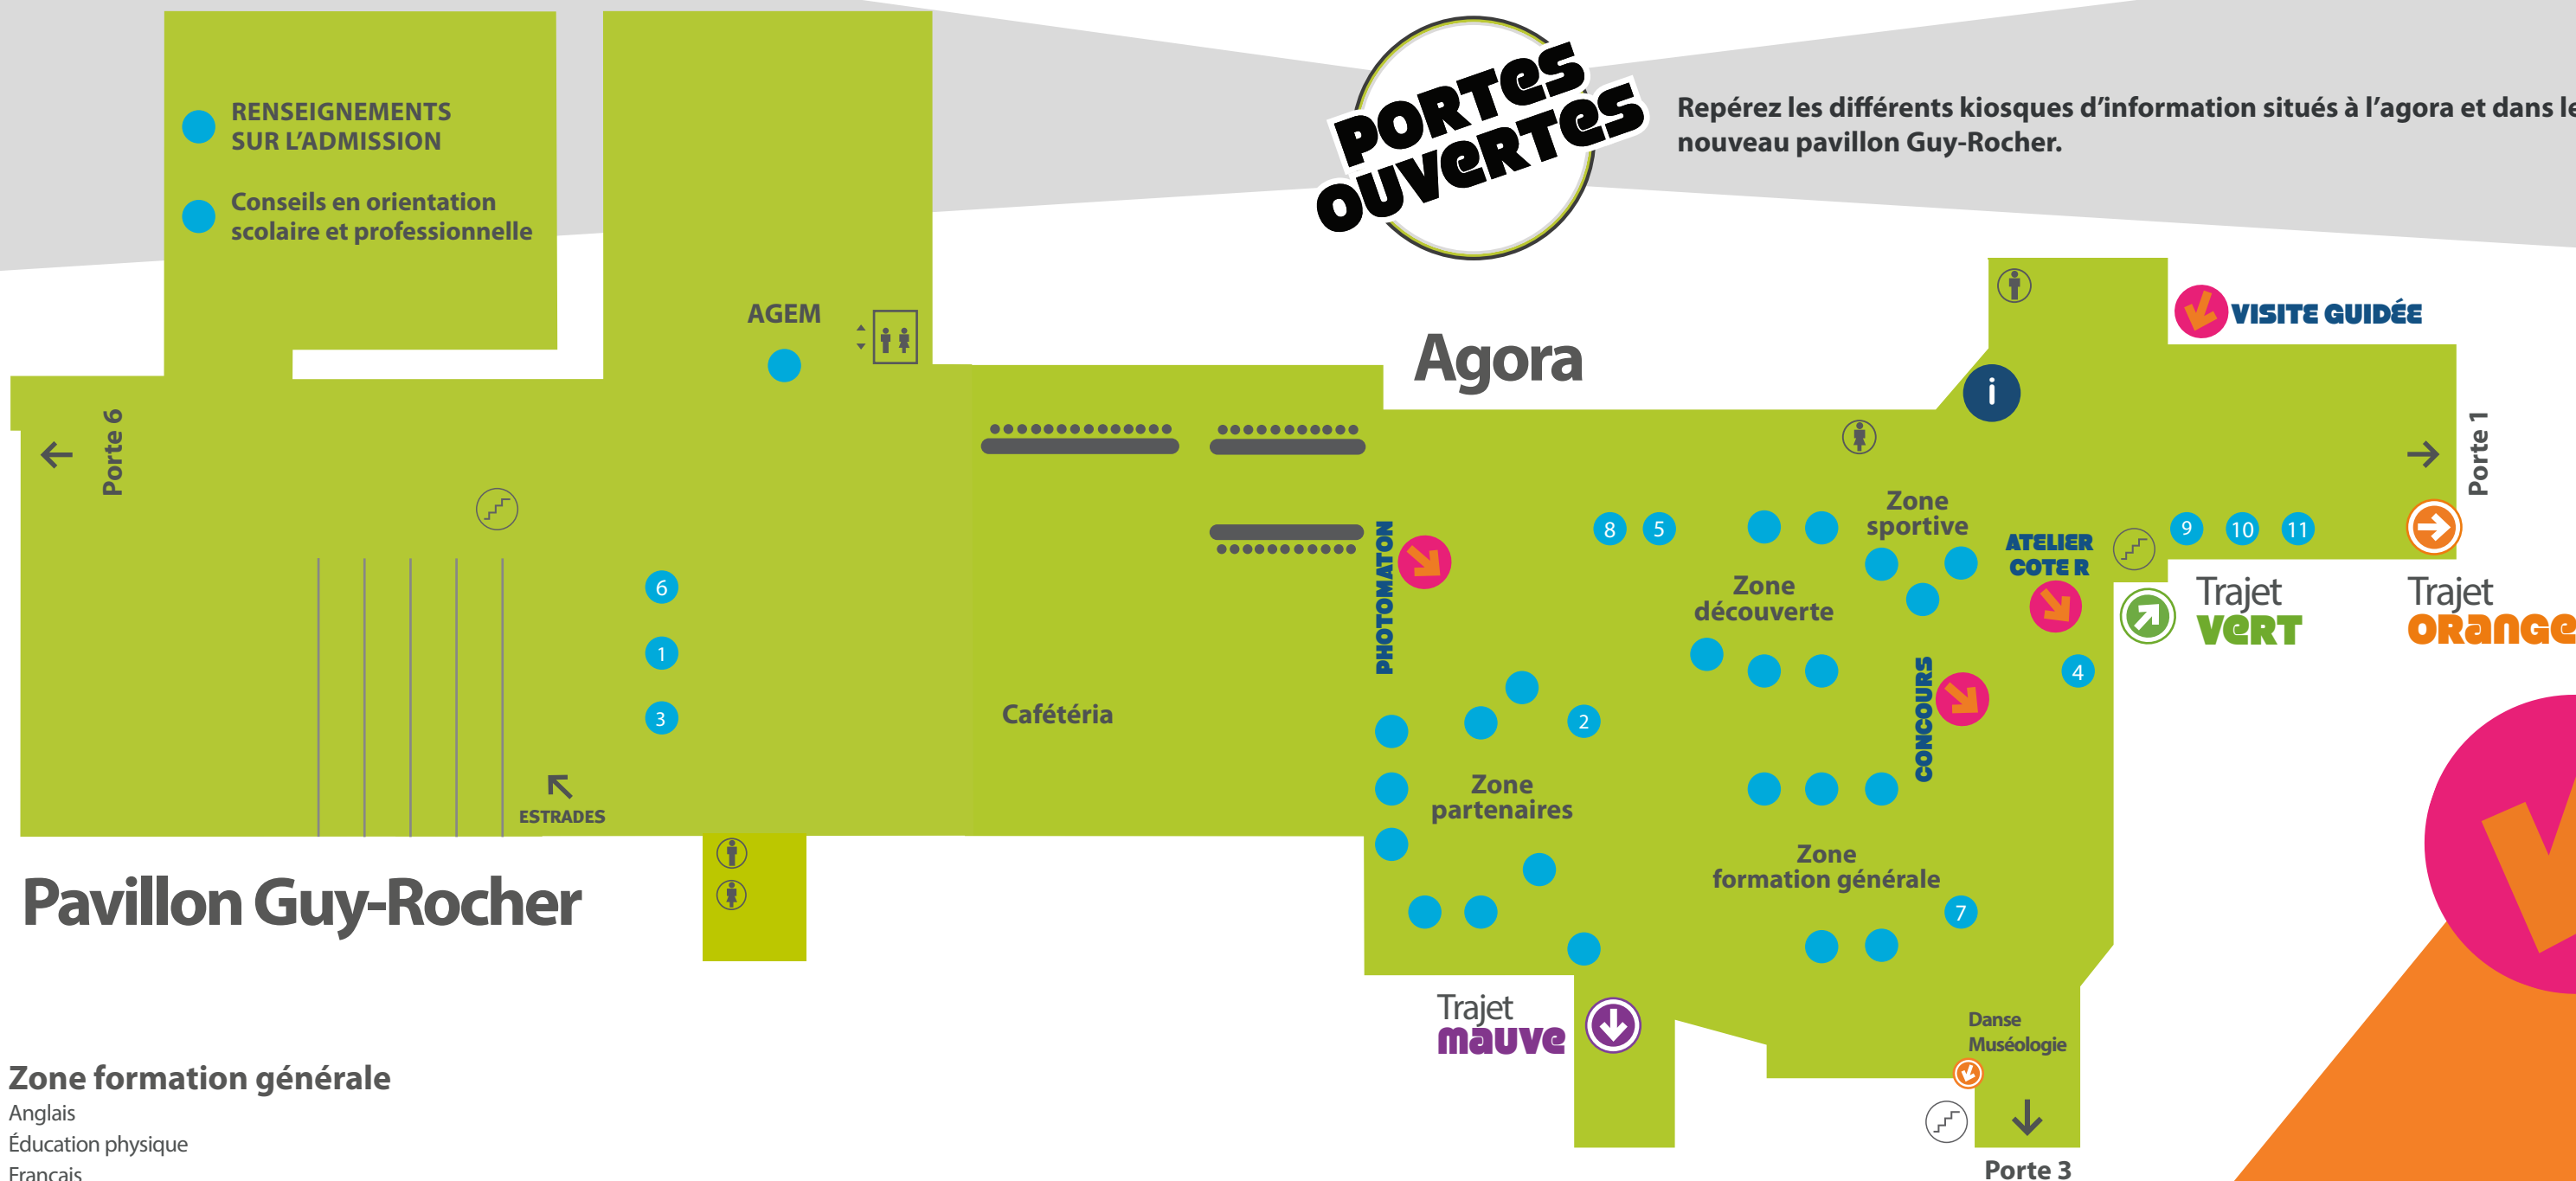 RENSEIGNEMENTS
SUR L'ADMISSION
Conseils en orientation
scolaire et professionnelle
PORTES
OUVERTES
Repérez les différents kiosques d'information situés à l'agora et dans le
nouveau pavillon Guy-Rocher.
AGEM
Agora
VISITE GUIDÉE
i
Porte 6
Porte 1
Zone
sportive
8 5
9 10 11
ATELIER
COTE R
PHOTOMATON
Zone
découverte
6
1
3
Trajet
VERT
Trajet
ORANGE
4
CONCOURS
Cafétéria
2
Zone
partenaires
ESTRADES
Zone
formation générale
7
Pavillon Guy-Rocher
Trajet
mauve
Danse
Muséologie
Porte 3
Zone formation générale
Anglais
Éducation physique
Français